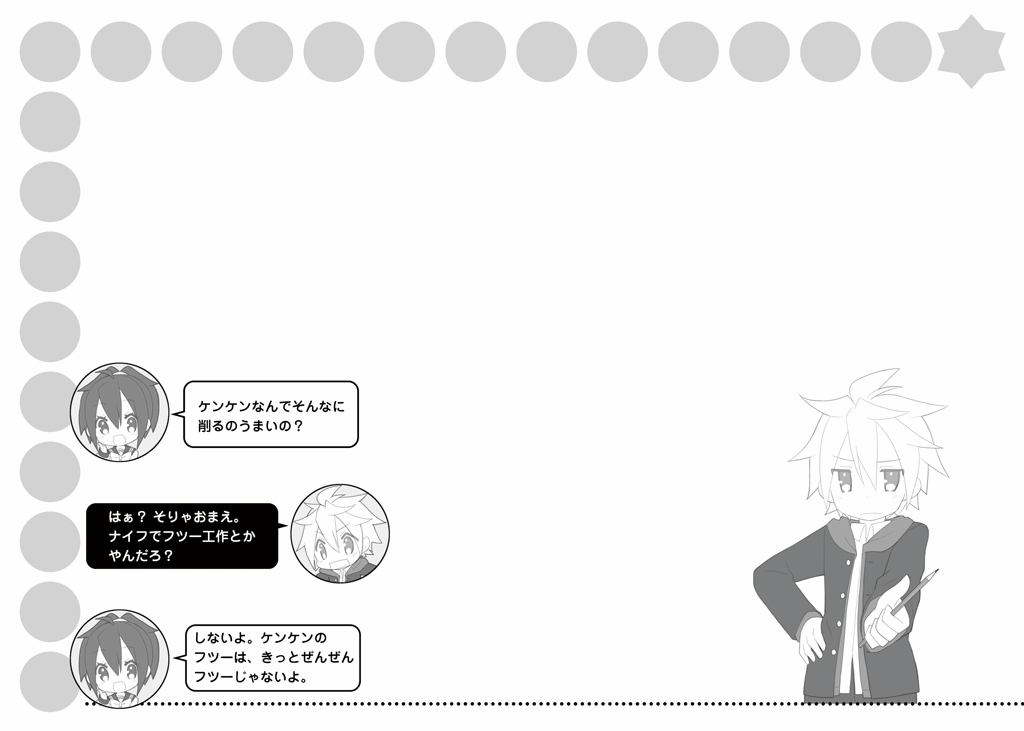 ケンケンなんでそんなに
削るのうまいの？
はぁ？ そりゃおまえ。
ナイフでフツー工作とか
やんだろ？
しないよ。ケンケンの
フツーは、きっとぜんぜん
フツーじゃないよ。